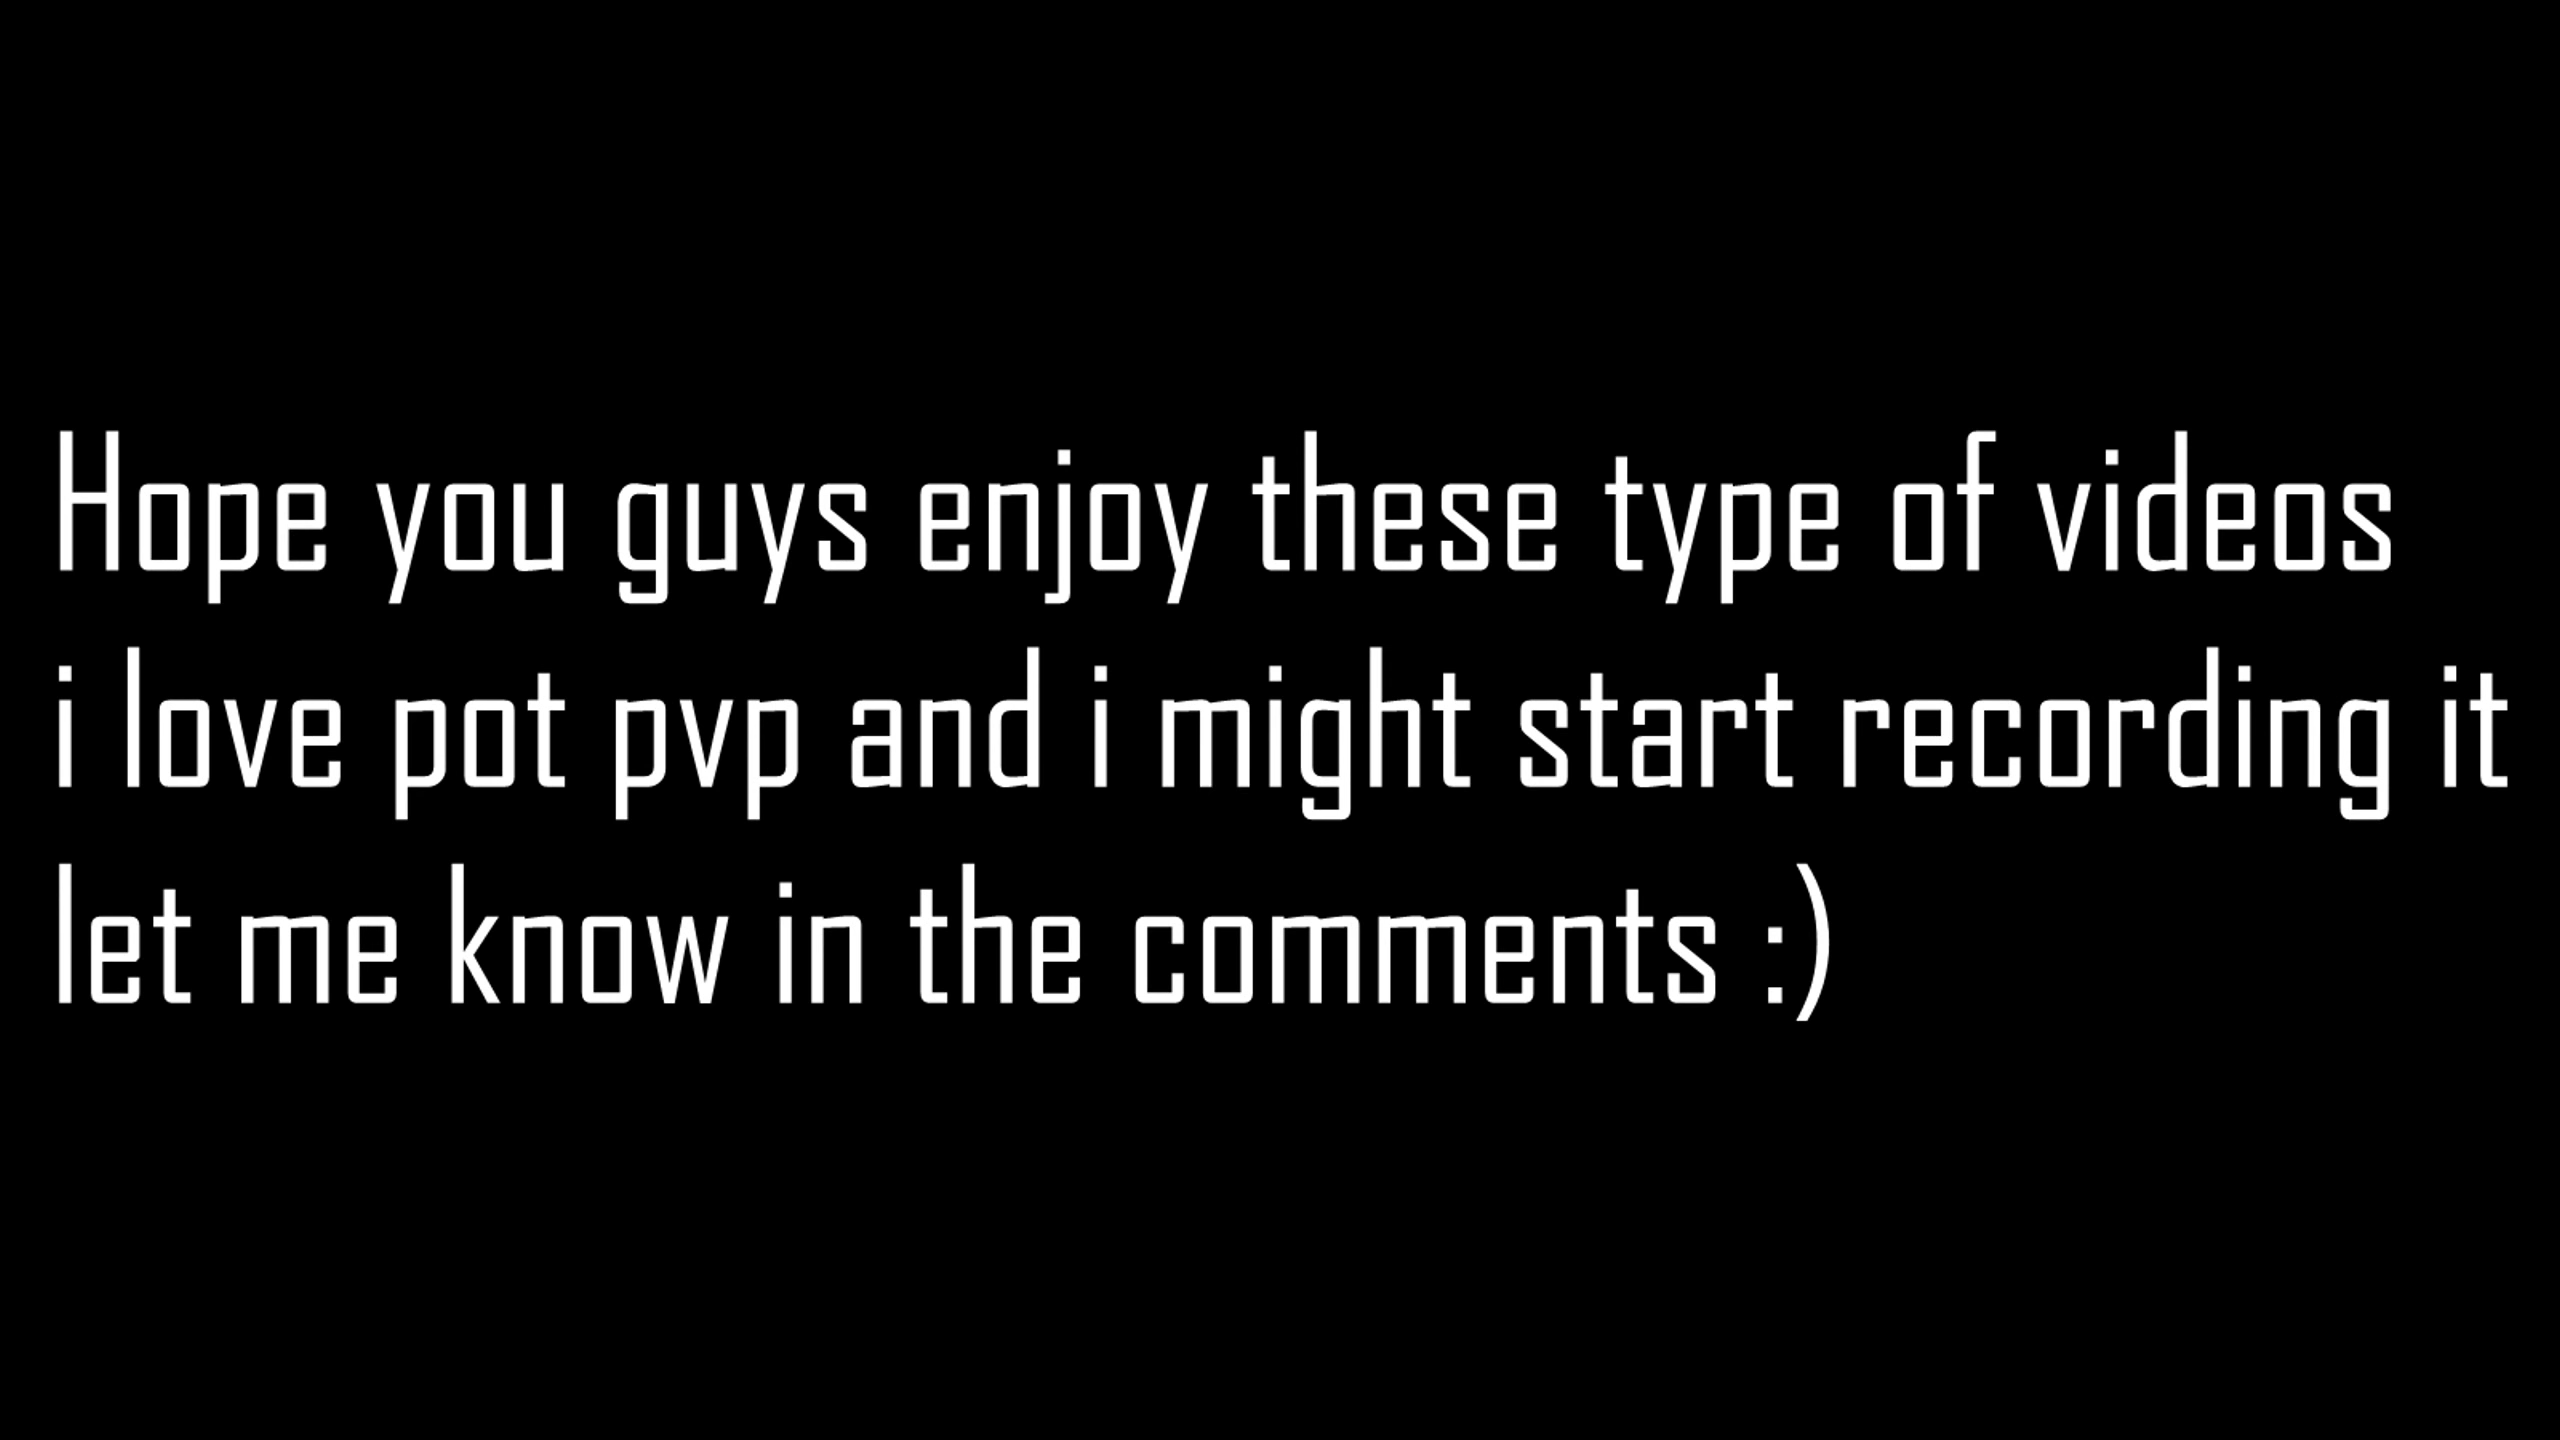 Hope you guys enjoy these type of videos
i love pot pvp and i might start recording it
let me know in the comments :)